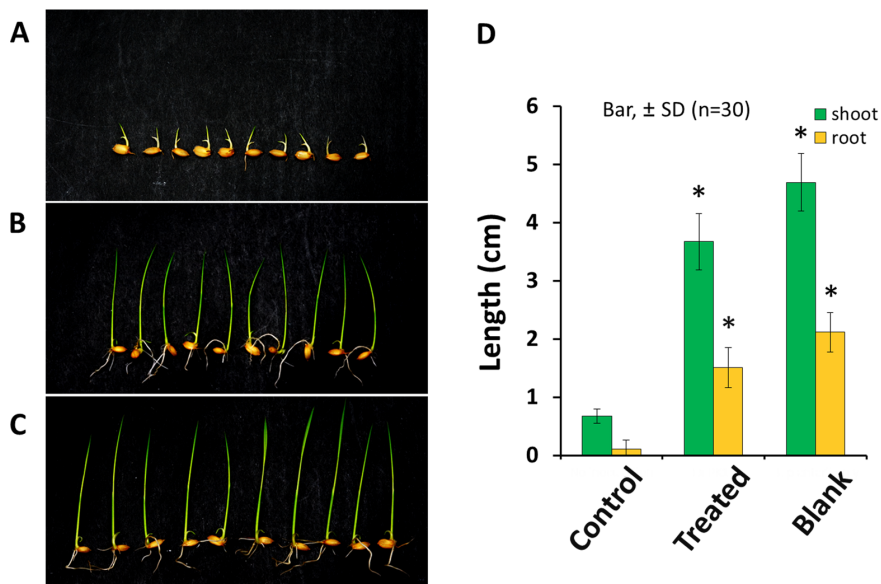 A
B
C
D
Bar, ± SD (n=30)
shoot
root
Length (cm)
6
5
4
3
2
1
0
*
*
*
*
Control
Treated
Blank